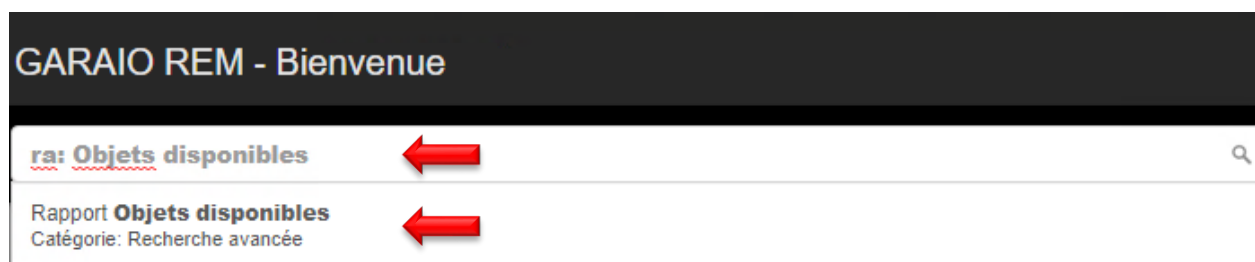 GARAIO REM - Bienvenue
ra: Objets disponibles
Rapport Objets disponibles
Catégorie: Recherche avancée